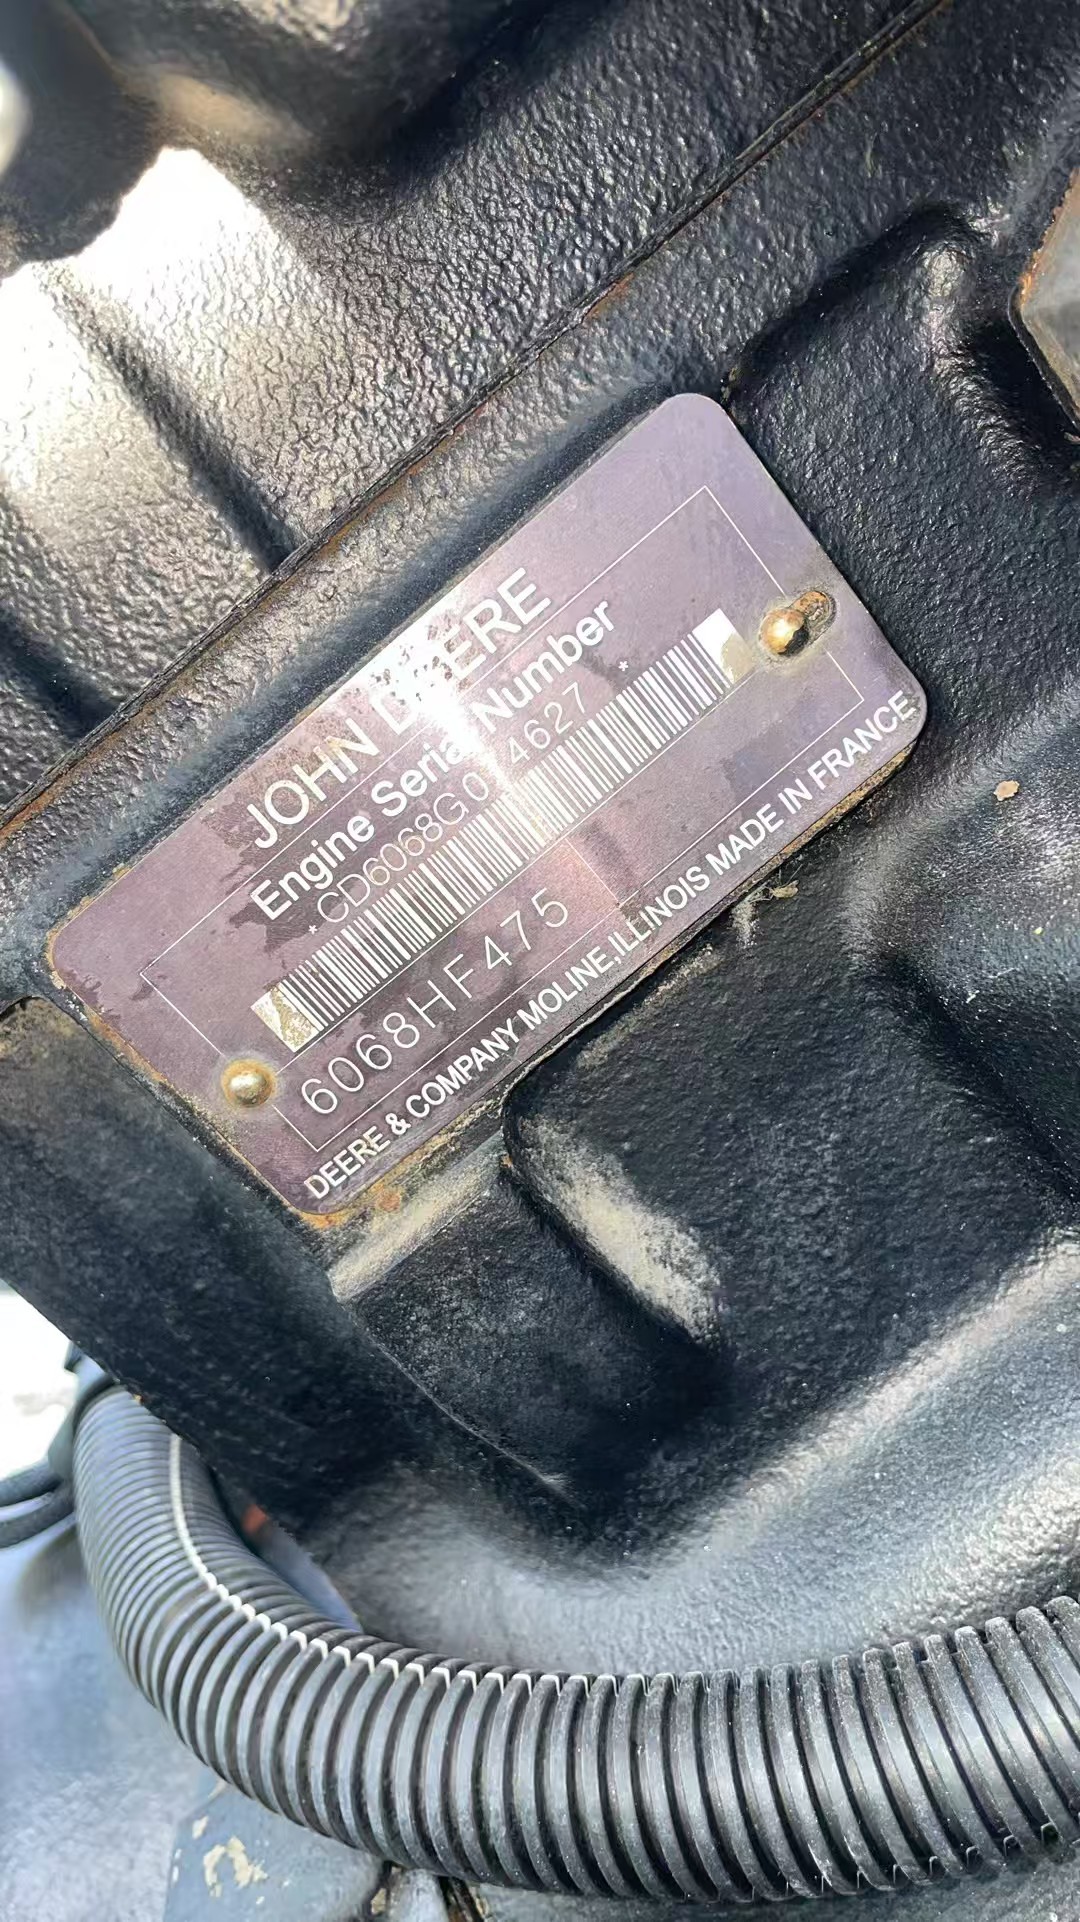 JOHN DEERE
Engine Serial Number
6068HF475
DEERE & COMPANY MOLINE,ILLINOIS MADE IN FRANCE